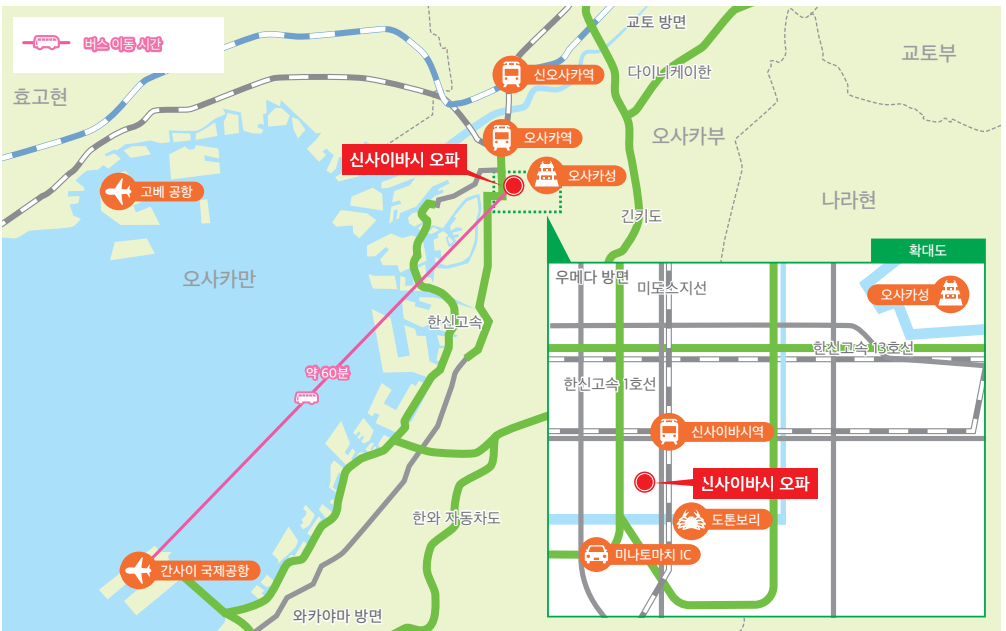 버스 이동 시간
교토 방면
신오사카역
다이니케이한
교토부
효고현
오사카역
오사카부
신사이바시 오파
오사카성
고베 공항
나라현
긴키도
확대도
오사카만
우메다 방면
미도스지선
오사카성
한신고속
한신고속 13호선
약 60분
한신고속 1호선
신사이바시역
신사이바시 오파
한와 자동차도
도톤보리
미나토마치 IC
간사이 국제공항
와카야마 방면